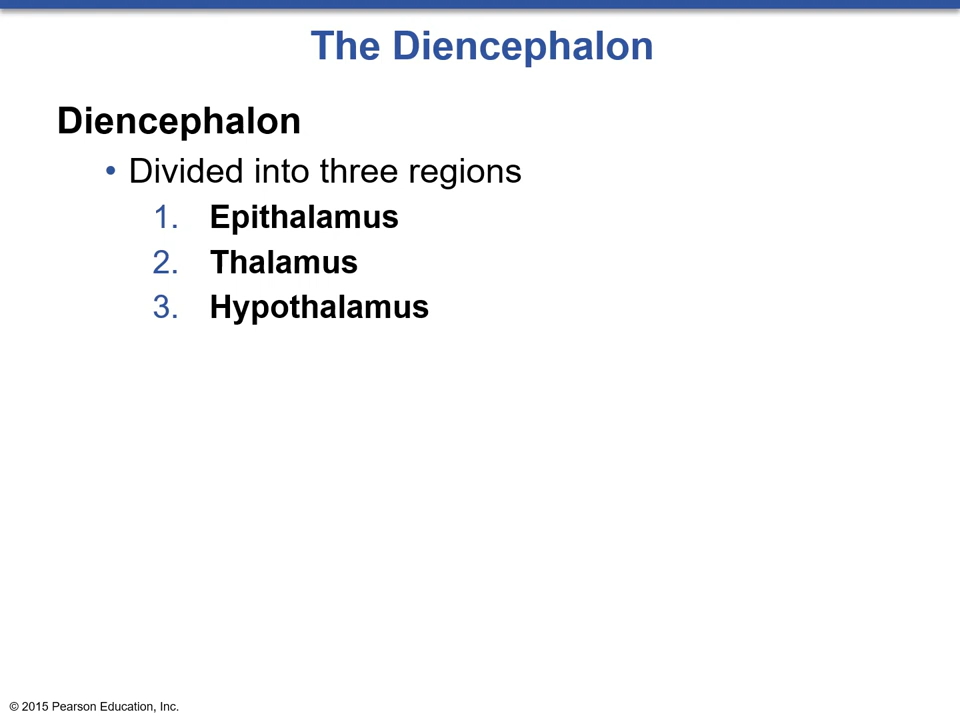 The Diencephalon
Diencephalon
• Divided into three regions
1. Epithalamus
2. Thalamus
3. Hypothalamus
© 2015 Pearson Education, Inc.